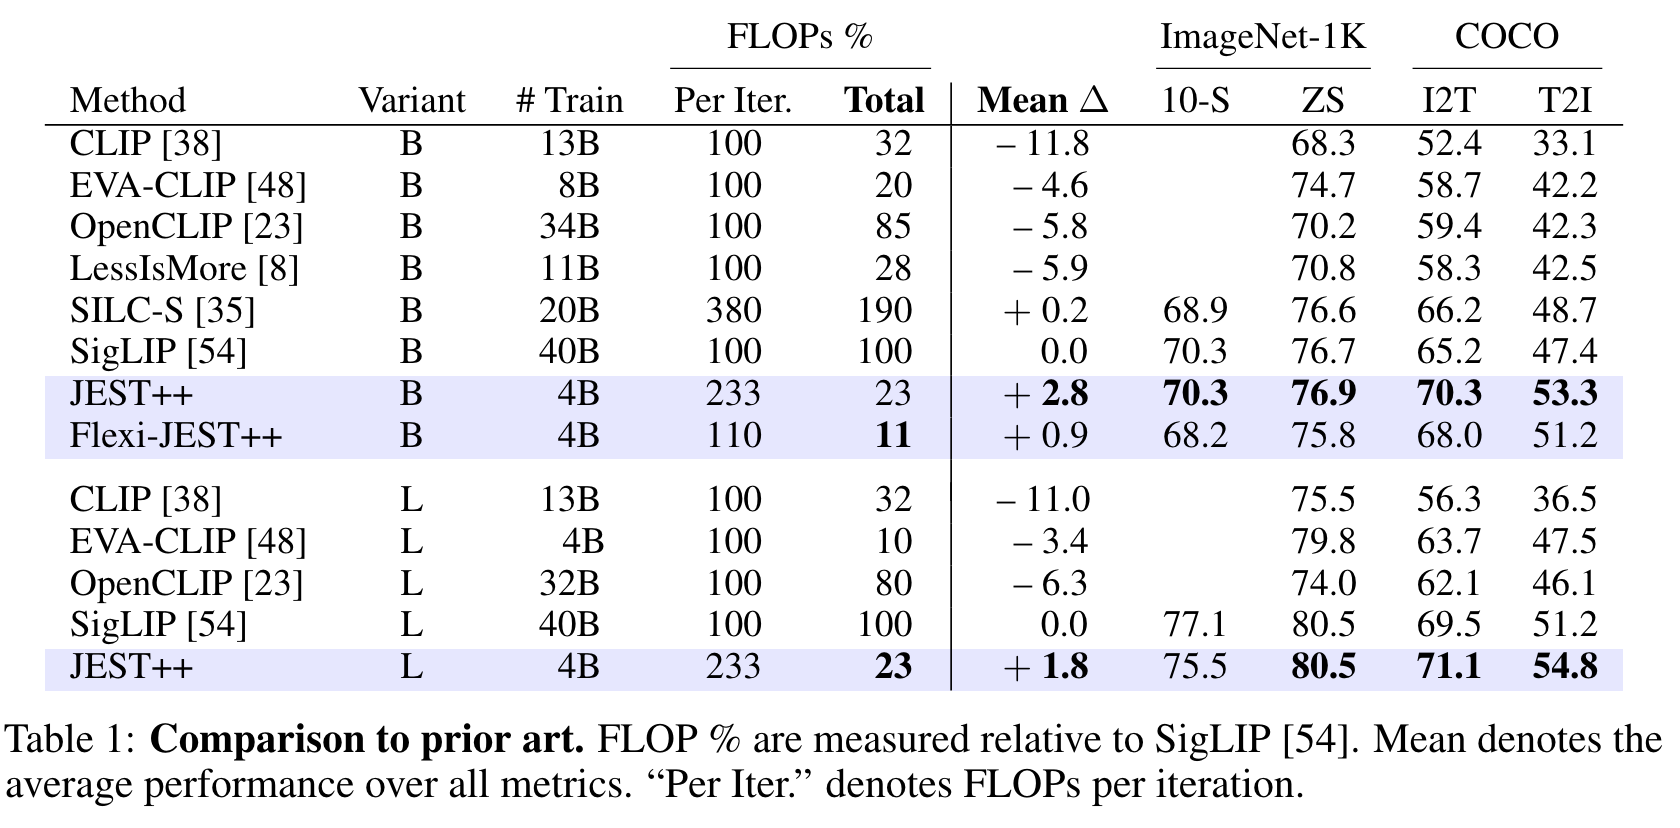 FLOPs % ImageNet-1K COCO
Method Variant # Train Per Iter. Total Mean Δ 10-S ZS I2T T2I
CLIP [38] B 13B 100 32 – 11.8 68.3 52.4 33.1
EVA-CLIP [48] B 8B 100 20 – 4.6 74.7 58.7 42.2
OpenCLIP [23] B 34B 100 85 – 5.8 70.2 59.4 42.3
LessIsMore [8] B 11B 100 28 – 5.9 70.8 58.3 42.5
SILC-S [35] B 20B 380 190 + 0.2 68.9 76.6 66.2 48.7
SigLIP [54] B 40B 100 100 0.0 70.3 76.7 65.2 47.4
JEST++ B 4B 233 23 + 2.8 70.3 76.9 70.3 53.3
Flexi-JEST++ B 4B 110 11 + 0.9 68.2 75.8 68.0 51.2
CLIP [38] L 13B 100 32 – 11.0 75.5 56.3 36.5
EVA-CLIP [48] L 4B 100 10 – 3.4 79.8 63.7 47.5
OpenCLIP [23] L 32B 100 80 – 6.3 74.0 62.1 46.1
SigLIP [54] L 40B 100 100 0.0 77.1 80.5 69.5 51.2
JEST++ L 4B 233 23 + 1.8 75.5 80.5 71.1 54.8
Table 1: Comparison to prior art. FLOP % are measured relative to SigLIP [54]. Mean denotes the
average performance over all metrics. “Per Iter.” denotes FLOPs per iteration.